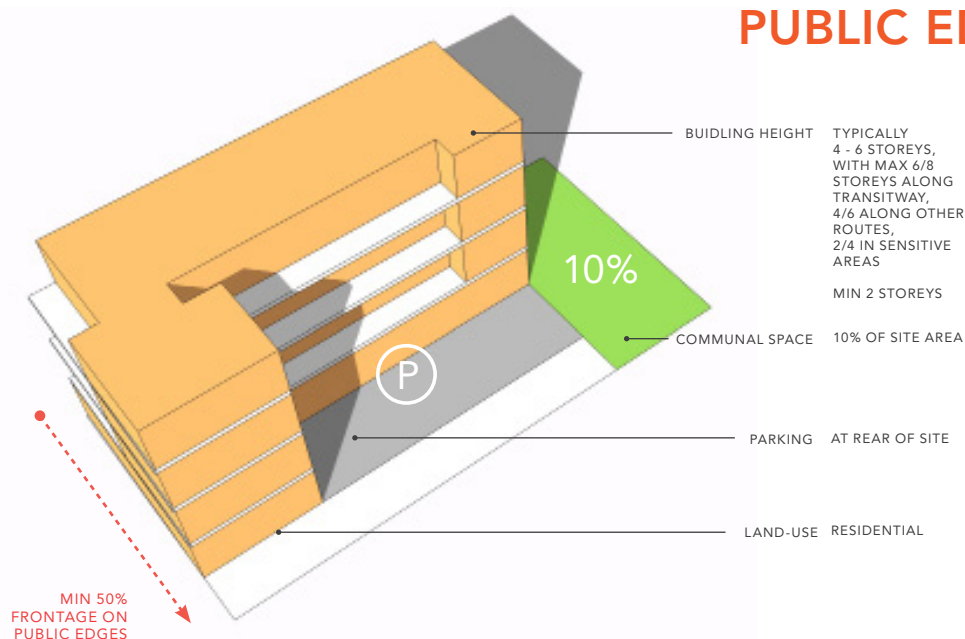 PUBLIC
BUIDLING HEIGHT
TYPICALLY
4 - 6 STOREYS,
WITH MAX 6/8
STOREYS ALONG
TRANSITWAY,
4/6 ALONG OTHER
ROUTES,
2/4 IN SENSITIVE
AREAS
MIN 2 STOREYS
10%
COMMUNAL SPACE
10% OF SITE AREA
P
PARKING
AT REAR OF SITE
LAND-USE
RESIDENTIAL
MIN 50%
FRONTAGE ON
PUBLIC EDGES